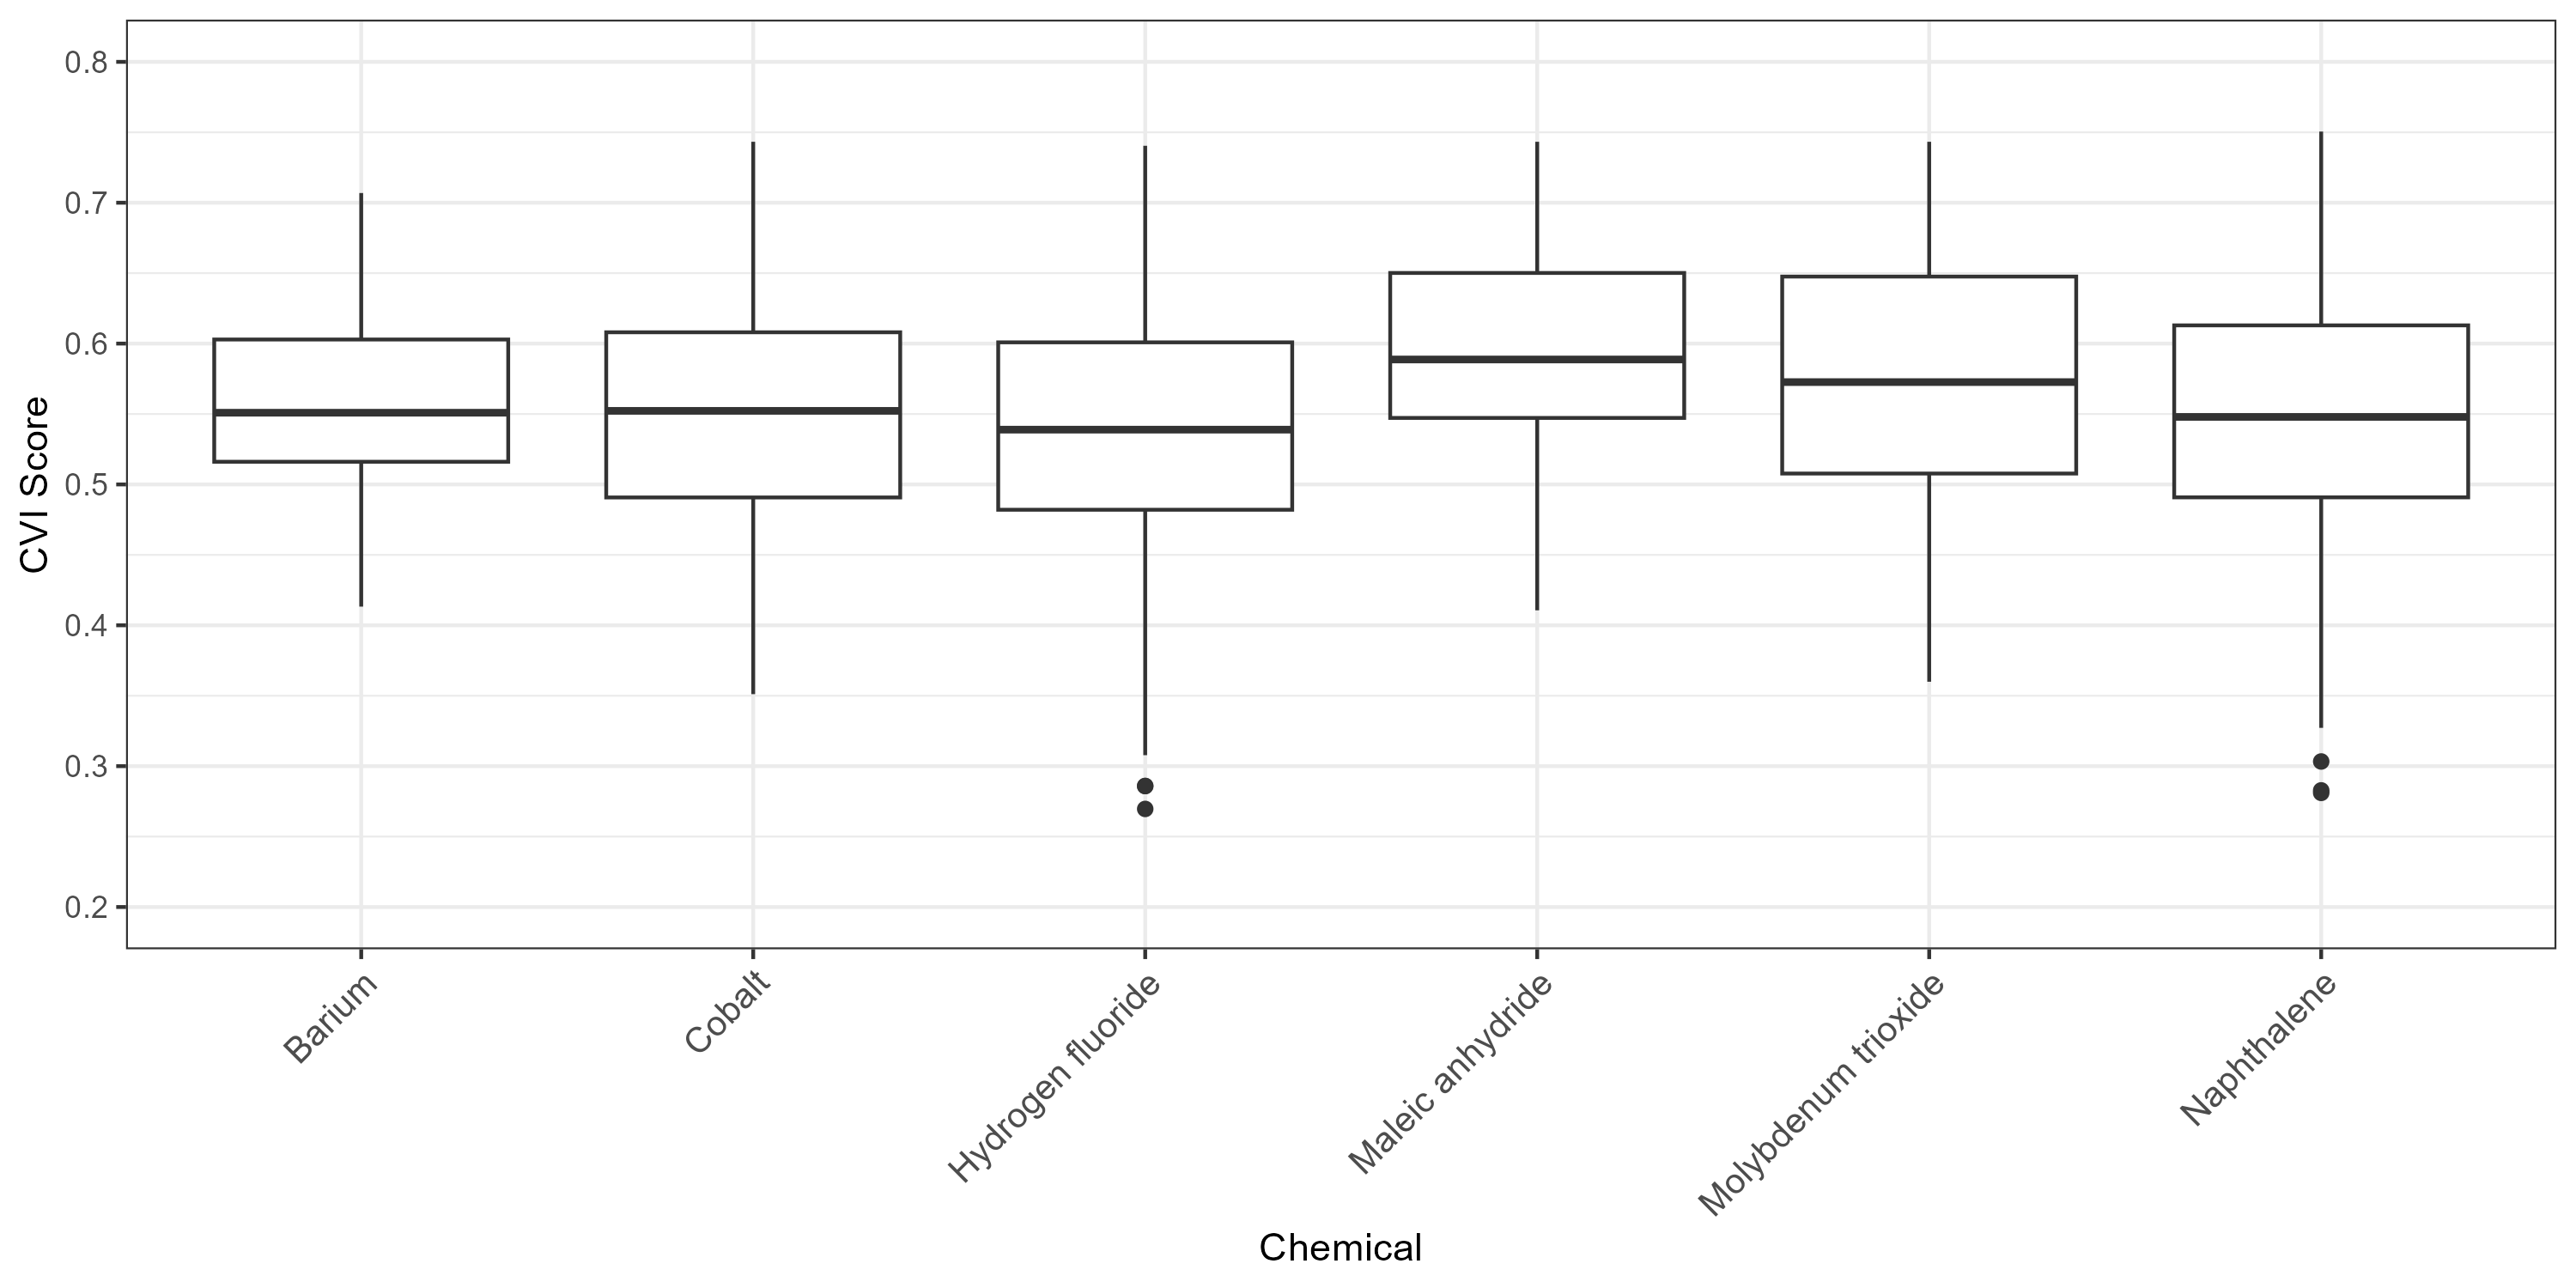 0.8
0.7
0.6
0.5
0.4
0.3
0.2
CVI Score
Barium
Cobalt
Hydrogen fluoride
Maleic anhydride
Molybdenum trioxide
Naphthalene
Chemical